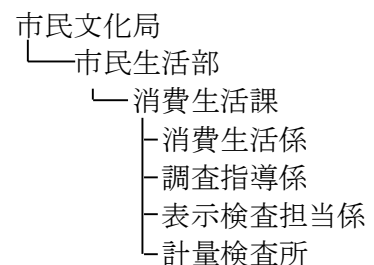 市民文化局
市民生活部
消費生活課
消費生活係
調査指導係
表示検査担当係
計量検査所